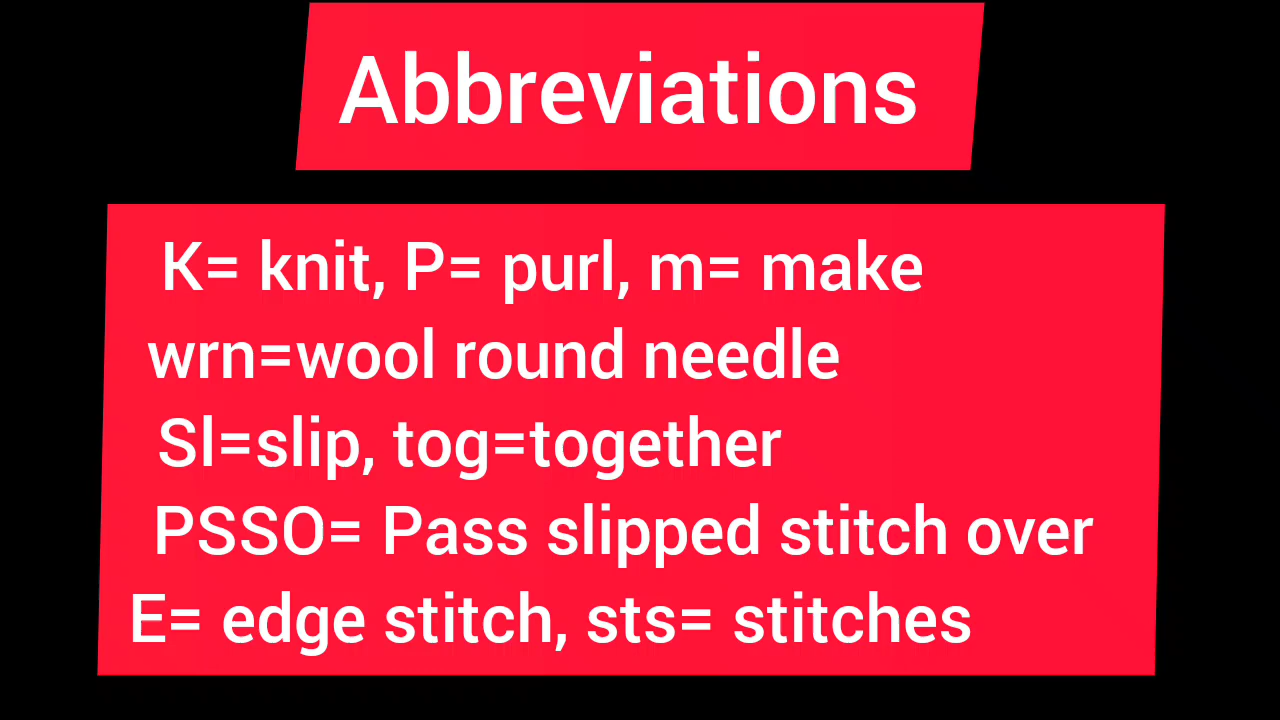 Abbreviations
K= knit, P= purl, m= make
wrn=wool round needle
Sl=slip, tog=together
PSSO= Pass slipped stitch over
E= edge stitch, sts= stitches